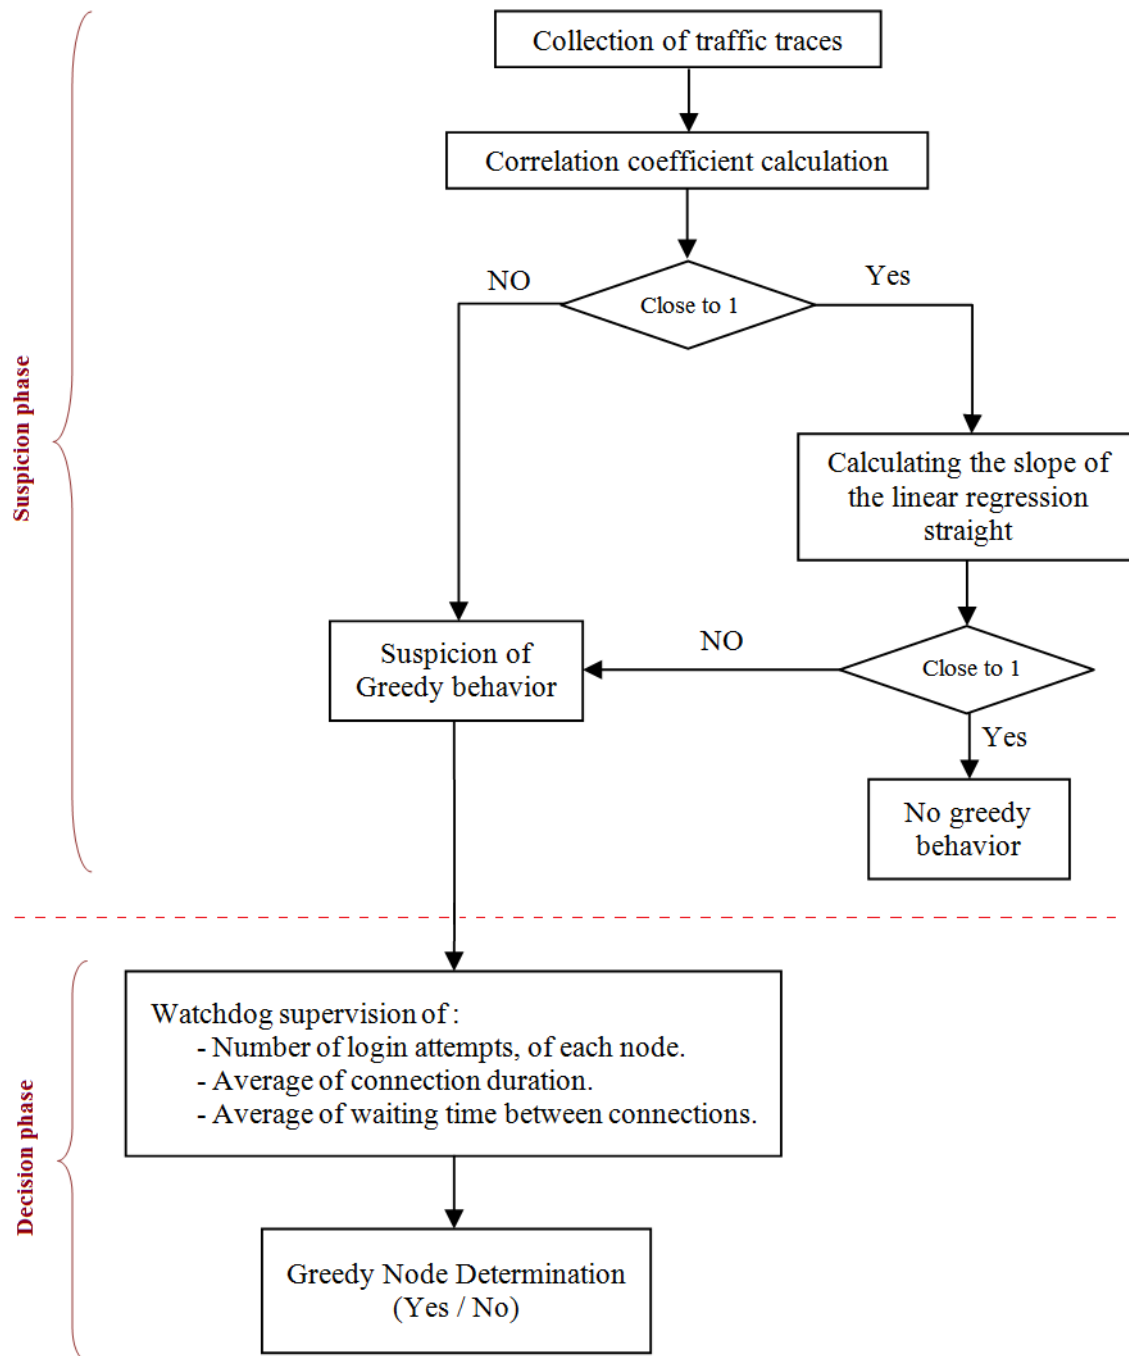 Collection of traffic traces
Correlation coefficient calculation
NO
Yes
Close to 1
Suspicion phase
Calculating the slope of
the linear regression
straight
Suspicion of
Greedy behavior
NO
Close to 1
Yes
No greedy
behavior
Decision phase
Watchdog supervision of :
- Number of login attempts, of each node.
- Average of connection duration.
- Average of waiting time between connections.
Greedy Node Determination
(Yes / No)